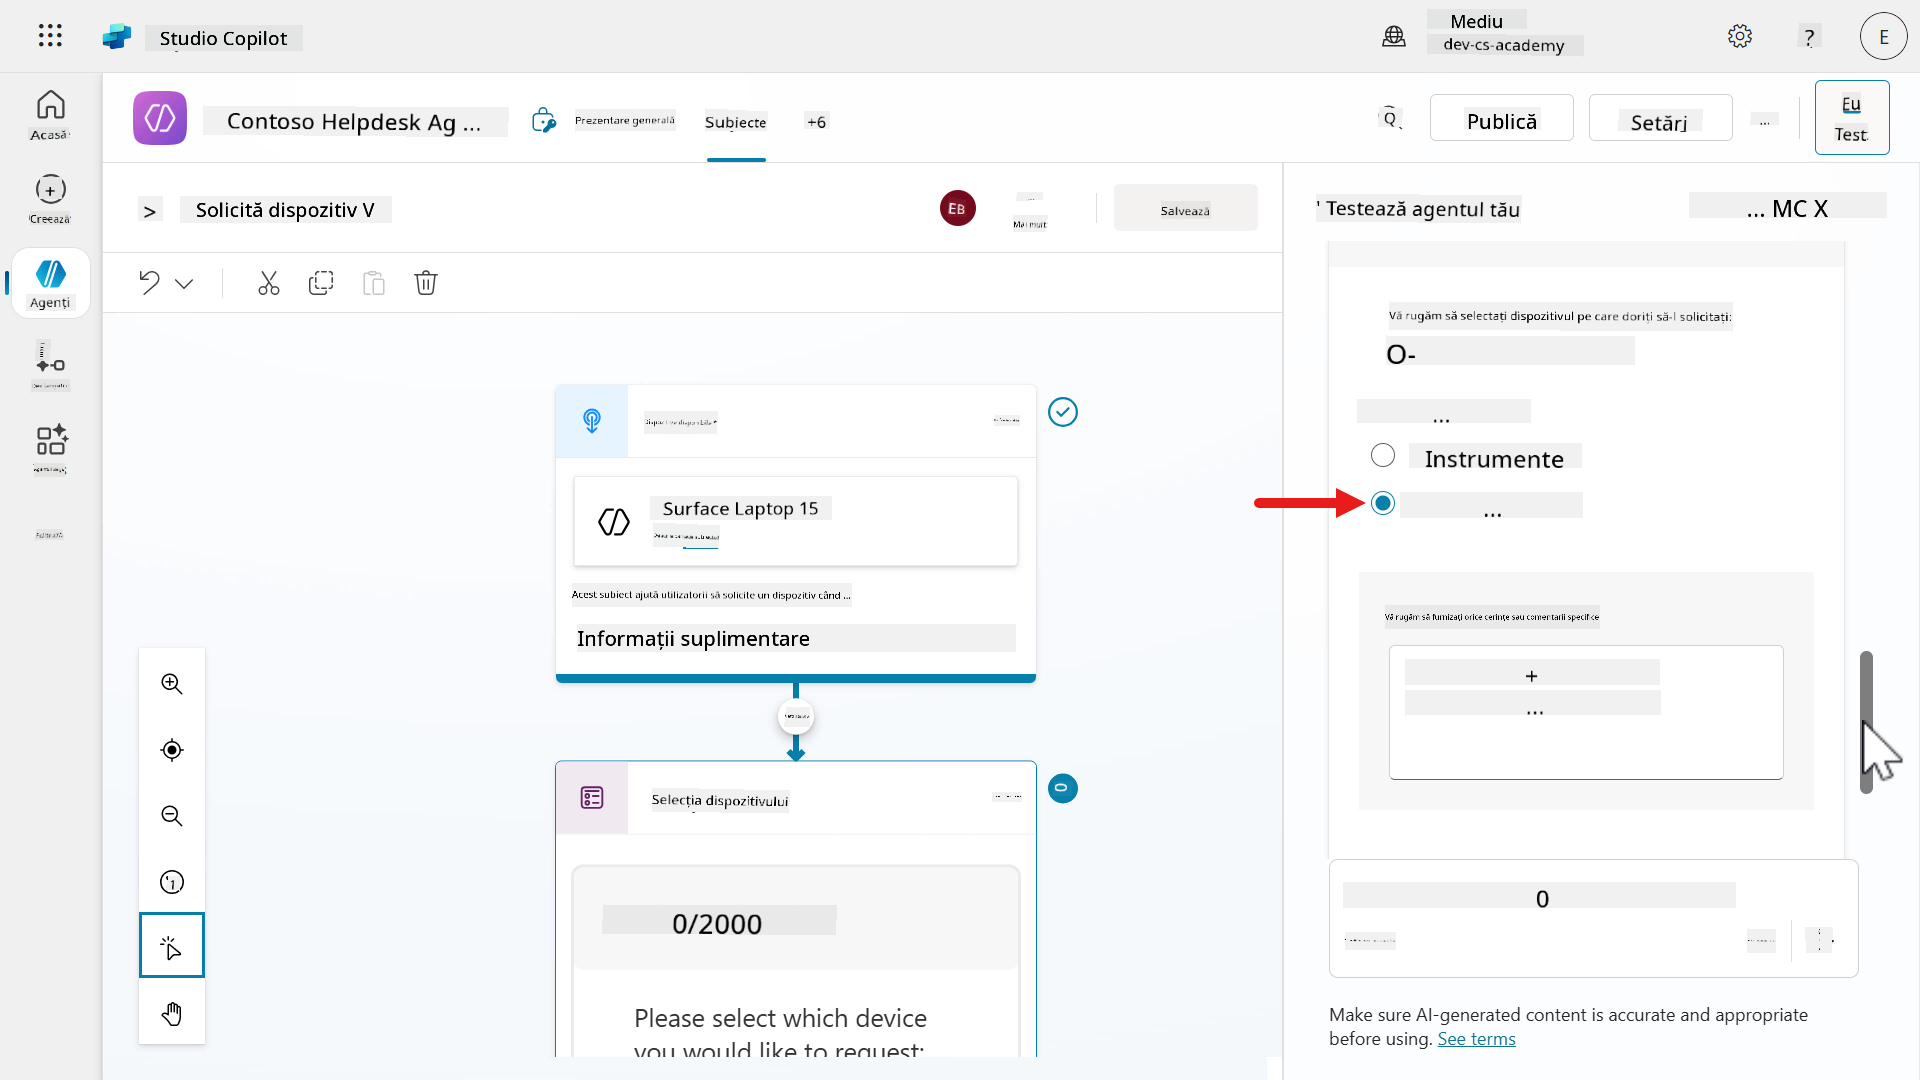 Studio Copilot
Mediu
dev-cs-academy
?
E
Acasă
Creează
Agenți
Contoso Helpdesk Ag ...
Prezentare generală
Subiecte
+6
Publică
Setări
...
Eu
Test
> Solicită dispozitiv V
EB
Mai mult
Salvează
Dispozitive disponibile *
Surface Laptop 15
Acest subiect ajută utilizatorii să solicite un dispozitiv când ...
Informații suplimentare
Selecția dispozitivului
0/2000
Please select which device
you would like to request:
Testează agentul tău
... MC X
Vă rugăm să selectați dispozitivul pe care doriți să-l solicitați:
O-
...
Instrumente
...
Vă rugăm să furnizați orice cerințe sau comentarii specifice
+
...
0
Make sure AI-generated content is accurate and appropriate
before using. See terms